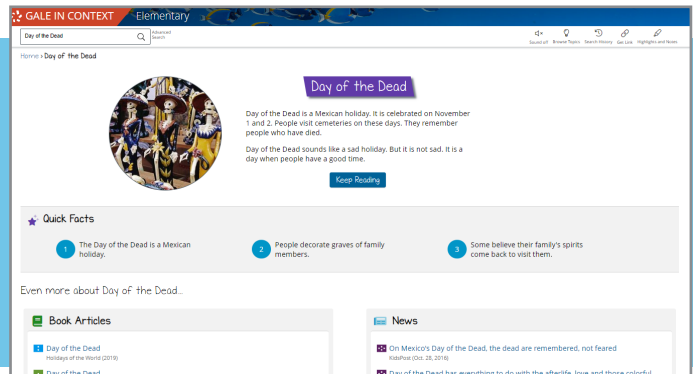 GALE IN CONTEXT Elementary
Day of the Dead
Advanced
Search
Sound off Browse Topics Search History Get Link Highlights and Notes
Home › Day of the Dead
Day of the Dead
Day of the Dead is a Mexican holiday. It is celebrated on November
1 and 2. People visit cemeteries on these days. They remember
people who have died.
Day of the Dead sounds like a sad holiday. But it is not sad. It is a
day when people have a good time.
Keep Reading
Quick Facts
1 The Day of the Dead is a Mexican
holiday.
2 People decorate graves of family
members.
3 Some believe their family's spirits
come back to visit them.
Even more about Day of the Dead...
Book Articles
Day of the Dead
Holidays of the World (2019)
Day of the Dead
News
On Mexico's Day of the Dead, the dead are remembered, not feared
KidsPost (Oct. 28, 2016)
Day of the Dead has everything to do with the afterlife, love and those colorful